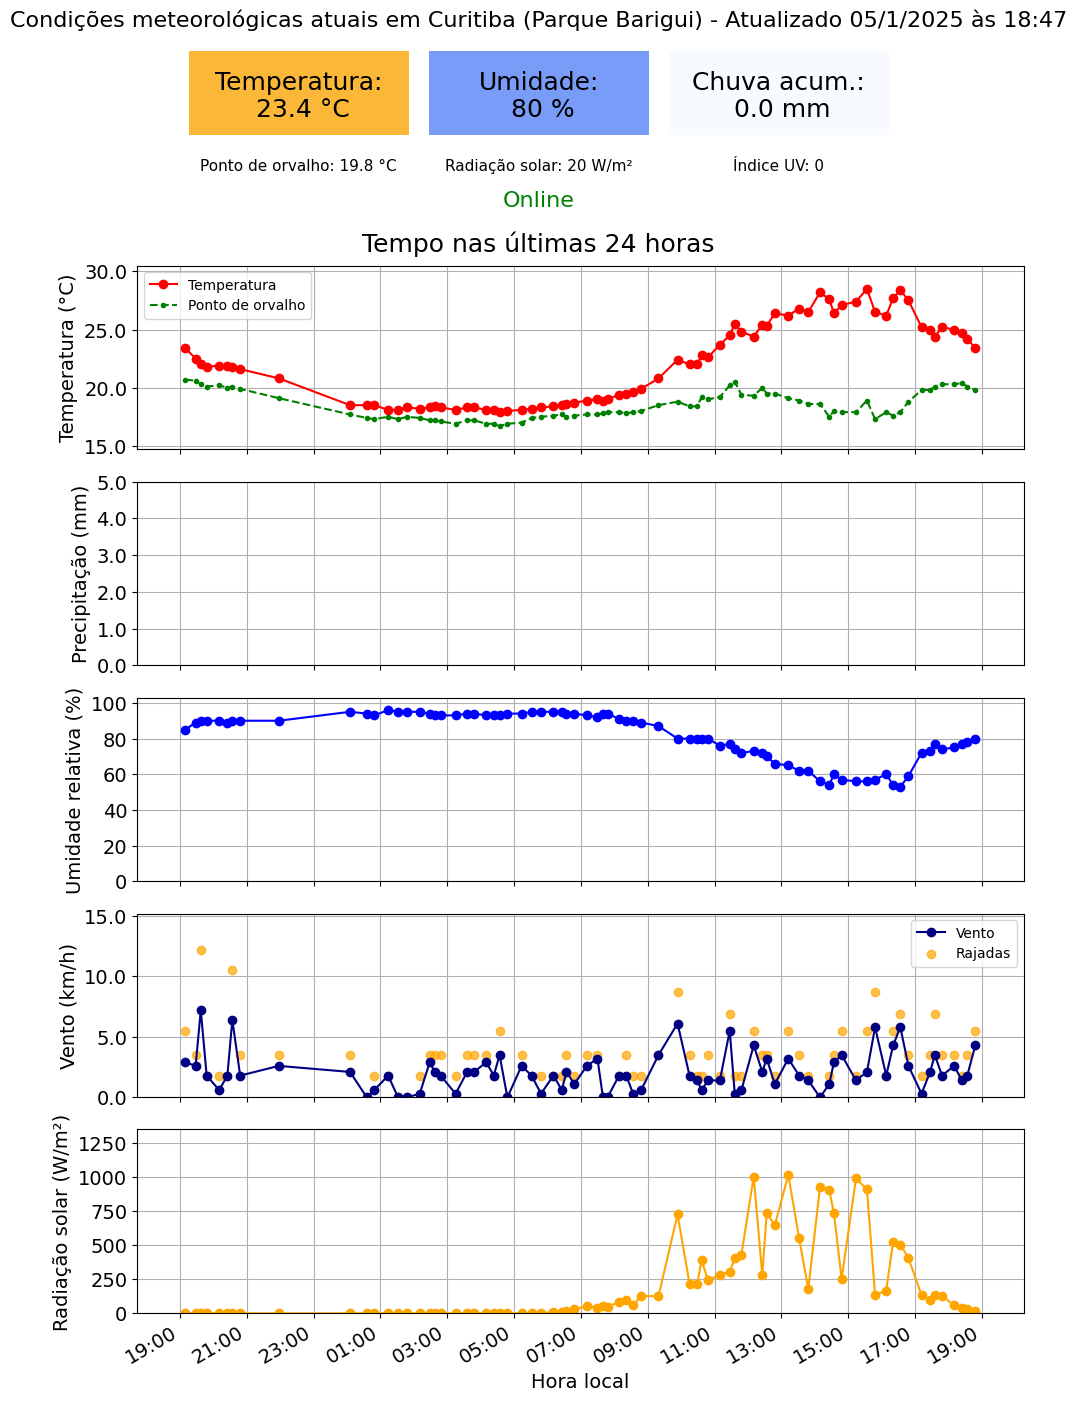 Condições meteorológicas atuais em Curitiba (Parque Barigui) - Atualizado 05/1/2025 às 18:47
Temperatura:
23.4 °C
Umidade:
80 %
Chuva acum.:
0.0 mm
Ponto de orvalho: 19.8 °C
Radiação solar: 20 W/m²
Índice UV: 0
Online
Tempo nas últimas 24 horas
Temperatura (°C)
30.0
25.0
20.0
15.0
Temperatura
Ponto de orvalho
Precipitação (mm)
5.0
4.0
3.0
2.0
1.0
0.0
Umidade relativa (%)
100
80
60
40
20
0
Vento (km/h)
15.0
10.0
5.0
0.0
Vento
Rajadas
Radiação solar (W/m²)
1250
1000
750
500
250
0
19:00
21:00
23:00
01:00
03:00
05:00
07:00
09:00
11:00
13:00
15:00
17:00
19:00
Hora local